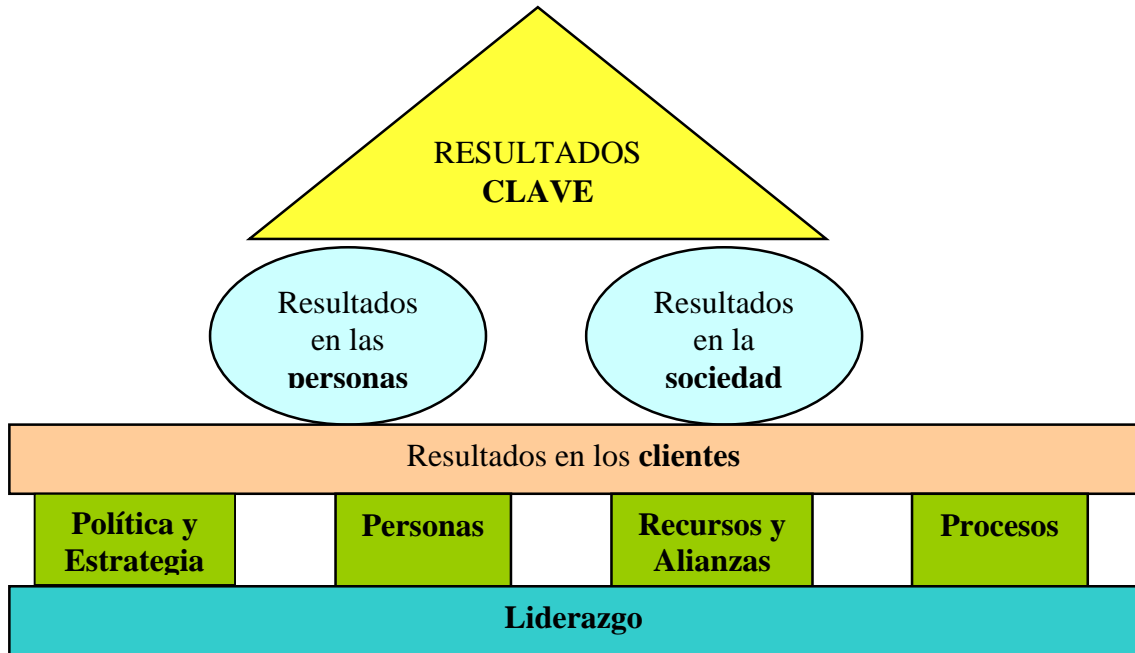 RESULTADOS
CLAVE
Resultados
en las
personas
Resultados
en la
sociedad
Resultados en los clientes
Política y
Estrategia
Personas
Recursos y
Alianzas
Procesos
Liderazgo